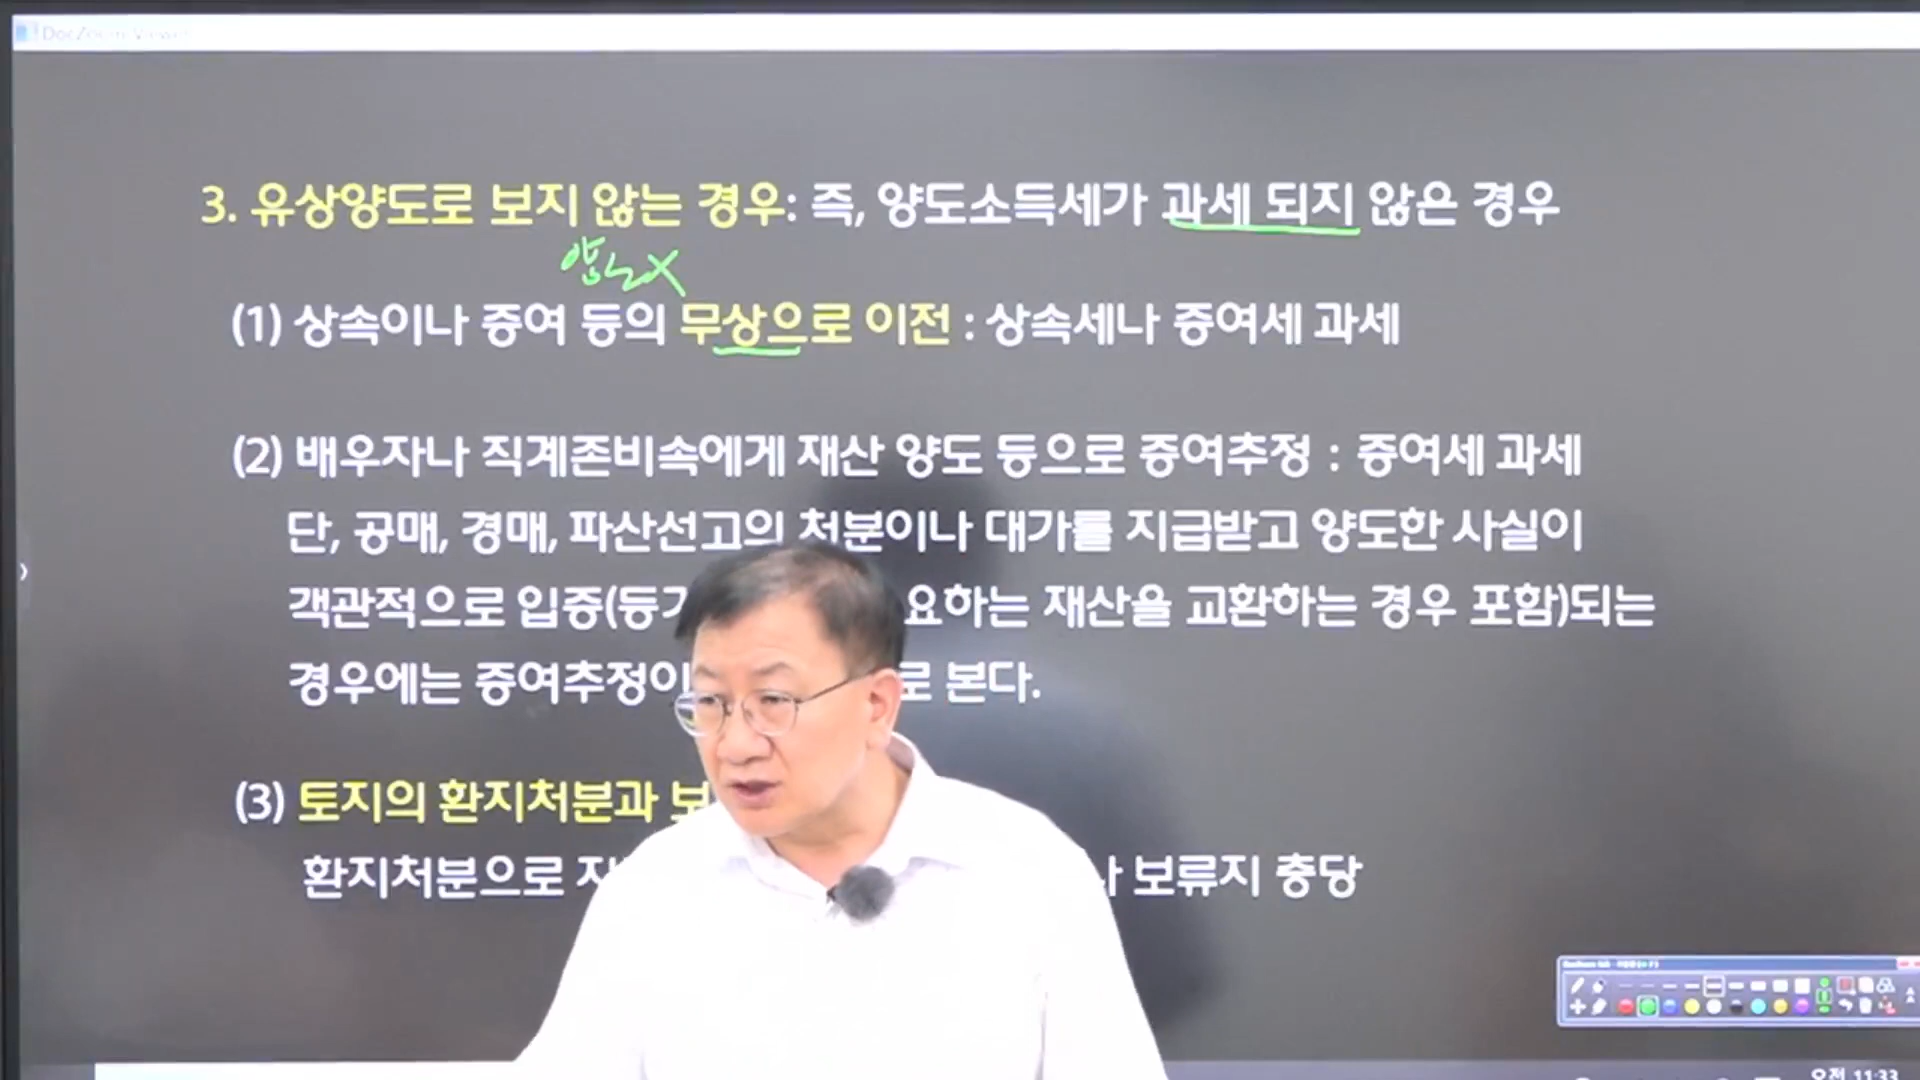 3. 유상양도로 보지 않는 경우: 즉, 양도소득세가 과세 되지 않은 경우
(1) 상속이나 증여 등의 무상으로 이전 : 상속세나 증여세 과세
(2) 배우자나 직계존비속에게 재산 양도 등으로 증여추정 : 증여세 과세
단, 공매, 경매, 파산선고의 처분이나 대가를 지급받고 양도한 사실이
객관적으로 입증(등기 요하는 재산을 교환하는 경우 포함)되는
경우에는 증여추정이 로 본다.
(3) 토지의 환지처분과 보
환지처분으로 보류지 충당
오전 11:33